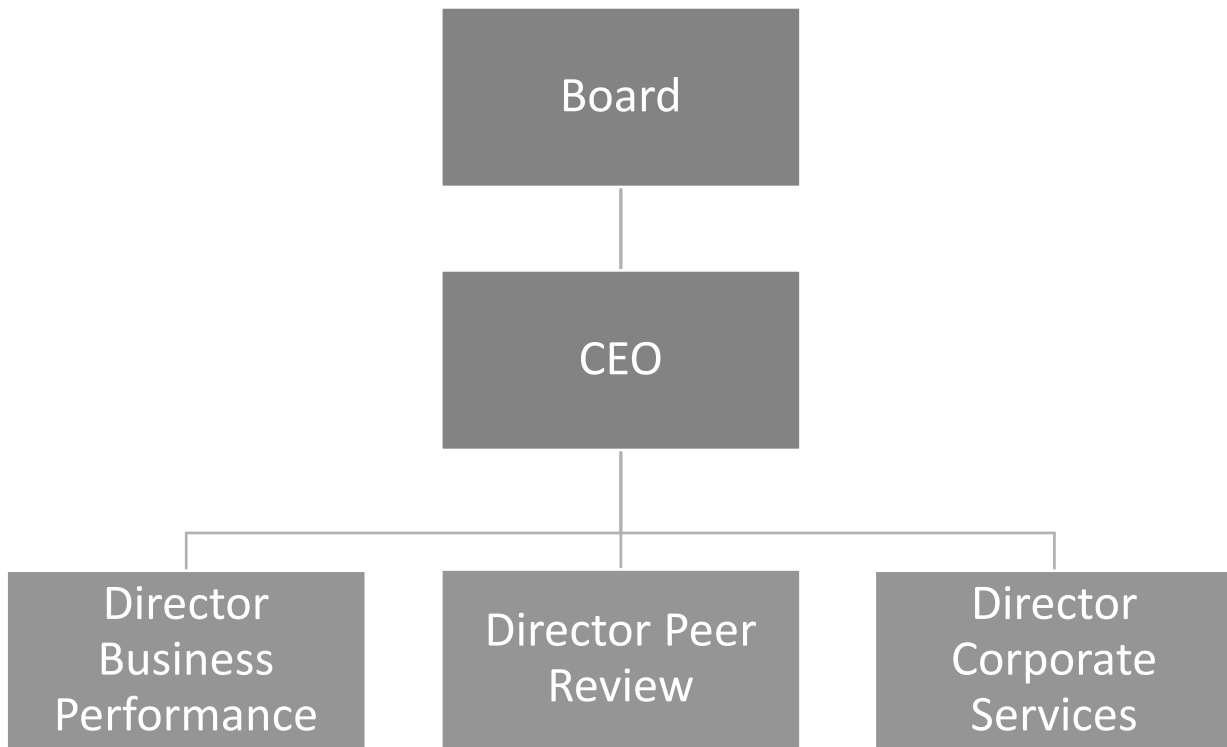 Board
CEO
Director
Business
Performance
Director Peer
Review
Director
Corporate
Services